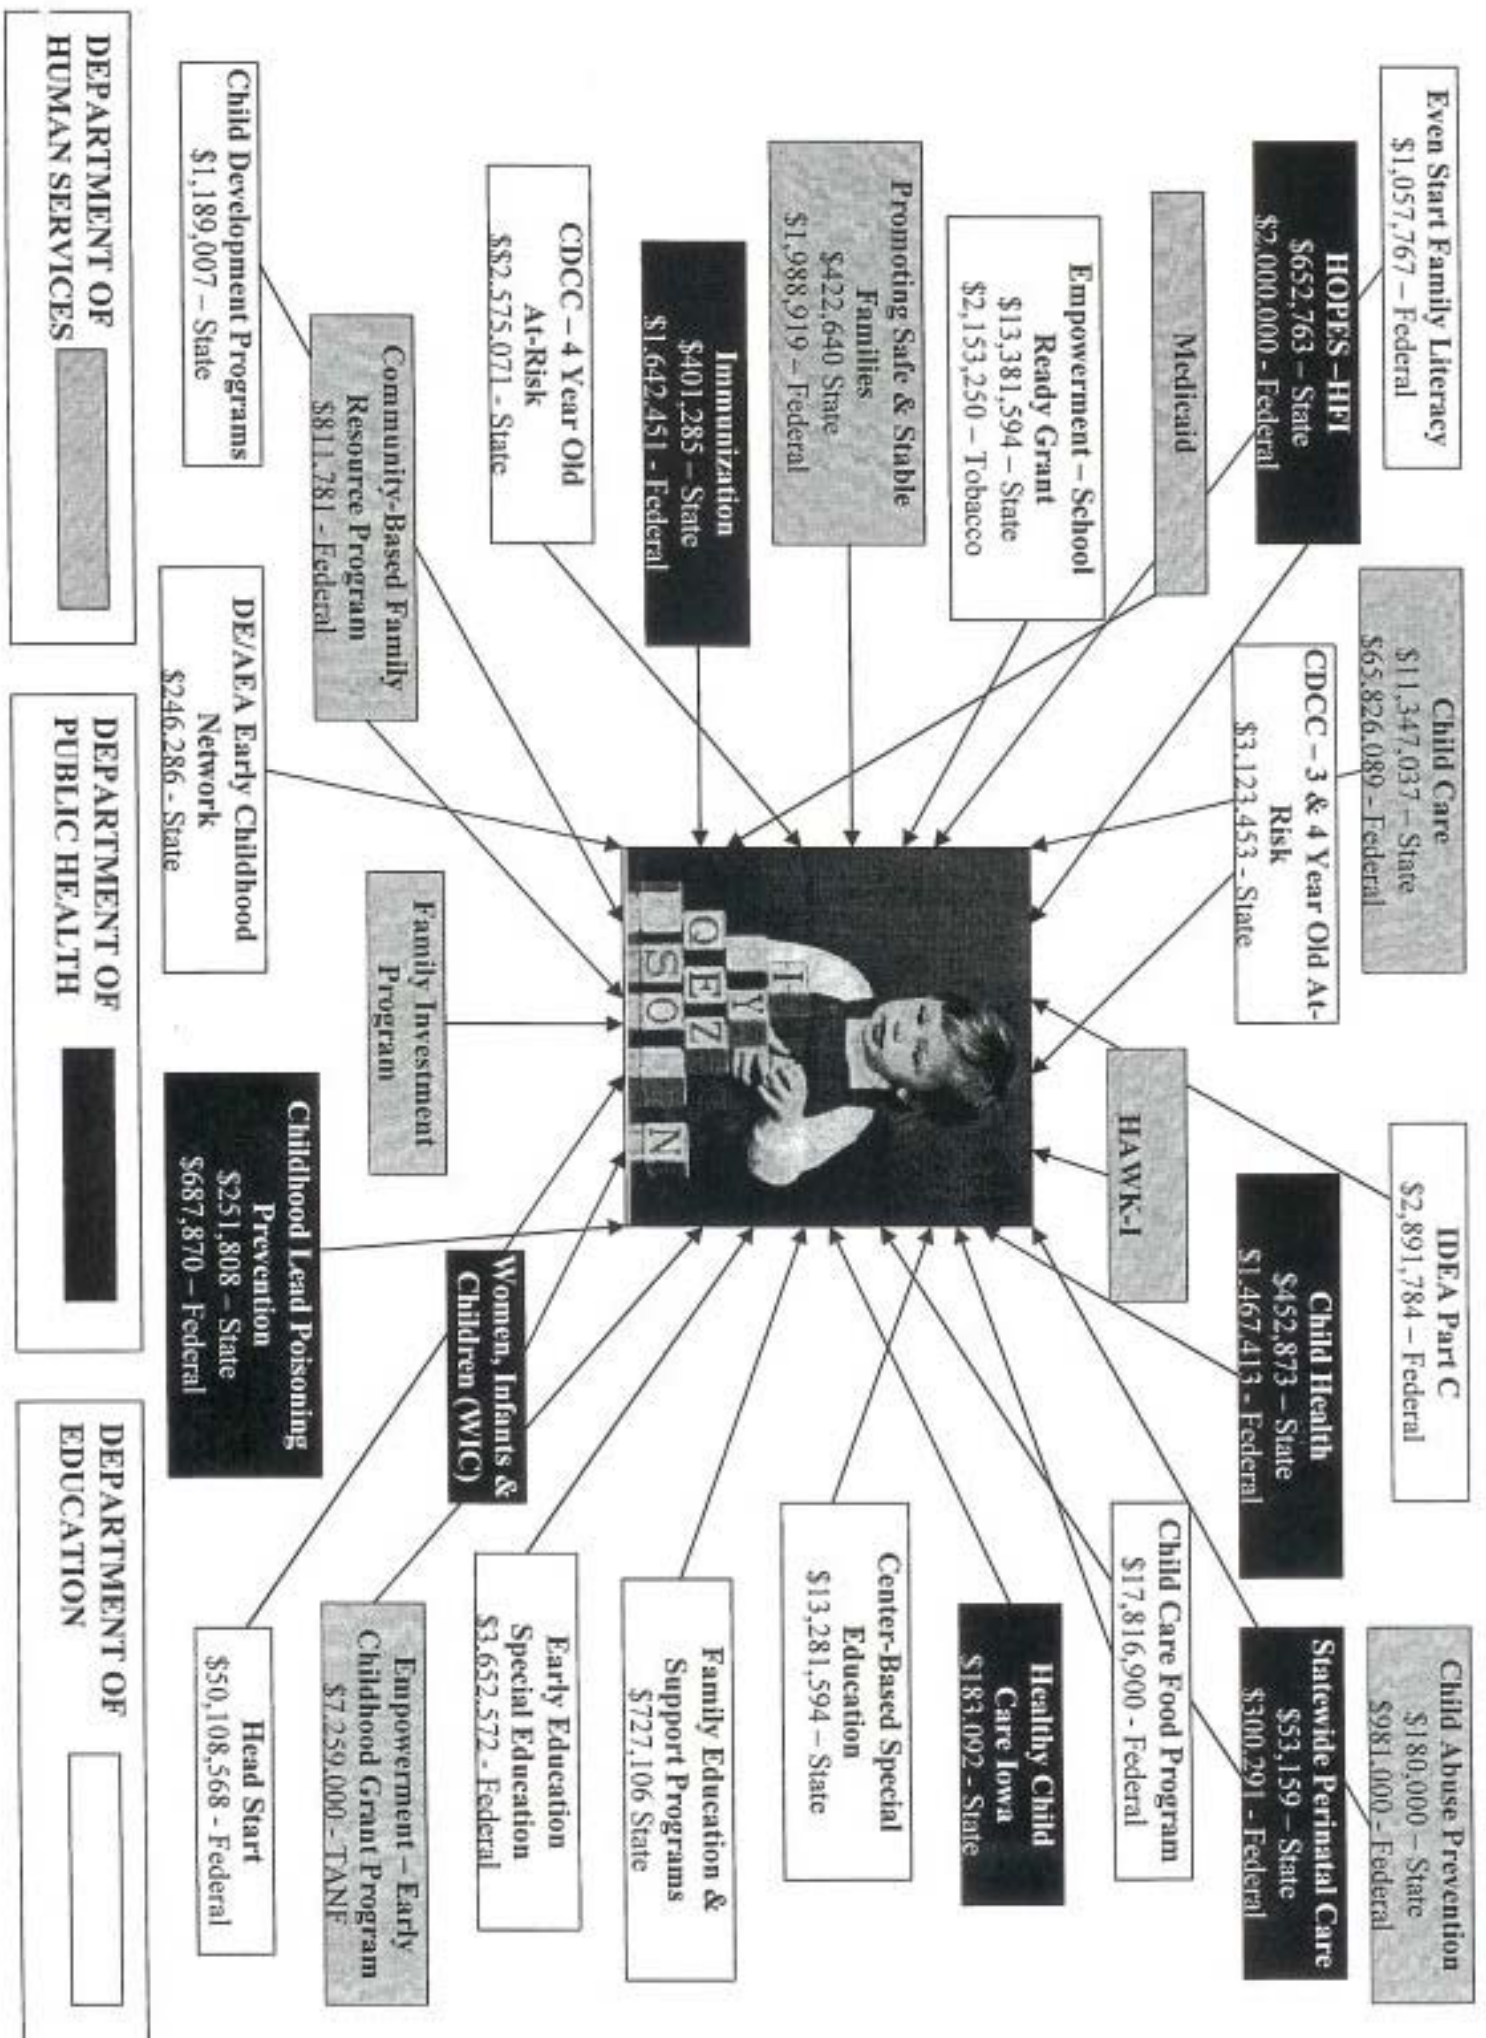 Even Start Family Literacy
$1,057,767 – Federal
Child Care
$11,347,037 – State
$65,826,089 - Federal
IDEA Part C
$2,891,784 – Federal
Child Abuse Prevention
$180,000 – State
$981,000 - Federal
HOPES –HFI
$652,763 – State
$2,000,000 - Federal
CDCC – 3 & 4 Year Old At-
Risk
$3,123,453 - State
Child Health
$452,873 – State
$1,467,413 - Federal
Statewide Perinatal Care
$53,159 – State
$300,291 - Federal
Medicaid
HAWK-I
Child Care Food Program
$17,816,900 - Federal
Empowerment – School
Ready Grant
$13,381,594 – State
$2,153,250 – Tobacco
Healthy Child
Care Iowa
$183,092 - State
Promoting Safe & Stable
Families
$422,640 State
$1,988,919 – Federal
Center-Based Special
Education
$13,281,594 – State
Immunization
$401,285 – State
$1,642,451 - Federal
I
Y
Q E Z
S O N
Family Education &
Support Programs
$727,106 State
CDCC – 4 Year Old
At-Risk
$$2,575,071 - State
Women, Infants &
Children (WIC)
Early Education
Special Education
$3,652,572 - Federal
Community-Based Family
Resource Program
$811,781 - Federal
Family Investment
Program
Empowerment – Early
Childhood Grant Program
$7,259,000 - TANF
Child Development Programs
$1,189,007 – State
DE/AEA Early Childhood
Network
$246,286 - State
Childhood Lead Poisoning
Prevention
$251,808 – State
$687,870 – Federal
Head Start
$50,108,568 - Federal
DEPARTMENT OF
HUMAN SERVICES
DEPARTMENT OF
PUBLIC HEALTH
DEPARTMENT OF
EDUCATION